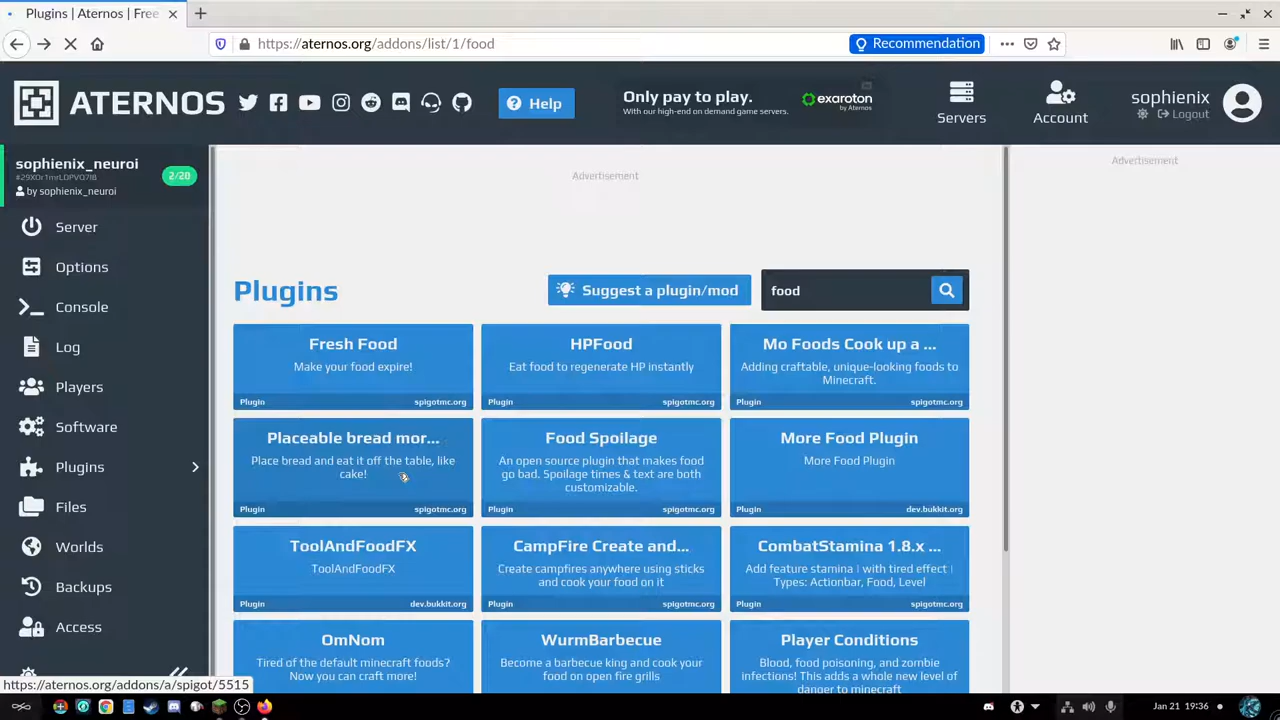 Plugins | Aternos | Free
https://aternos.org/addons/list/1/food
Recommendation
ATERNOS
Help
Only pay to play.
With our high-end on demand game servers.
exaroton
by Aternos
Servers
Account
sophienix
Logout
sophienix_neuroi
by sophienix_neuroi
2/20
Server
Options
Console
Log
Players
Software
Plugins
Files
Worlds
Backups
Access
Advertisement
Advertisement
Plugins
Suggest a plugin/mod
food
Fresh Food
Make your food expire!
Plugin
spigotmc.org
HPFood
Eat food to regenerate HP instantly
Plugin
spigotmc.org
Mo Foods Cook up a ...
Adding craftable, unique-looking foods to
Minecraft.
Plugin
spigotmc.org
Placeable bread mor...
Place bread and eat it off the table, like
cake!
Plugin
spigotmc.org
Food Spoilage
An open source plugin that makes food
go bad. Spoilage times & text are both
customizable.
Plugin
spigotmc.org
More Food Plugin
More Food Plugin
Plugin
dev.bukkit.org
ToolAndFoodFX
ToolAndFoodFX
Plugin
dev.bukkit.org
CampFire Create and...
Create campfires anywhere using sticks
and cook your food on it
Plugin
spigotmc.org
CombatStamina 1.8.x ...
Add feature stamina | with tired effect |
Types: Actionbar, Food, Level
Plugin
spigotmc.org
OmNom
Tired of the default minecraft foods?
Now you can craft more!
WurmBarbecue
Become a barbecue king and cook your
food on open fire grills
Player Conditions
Blood, food poisoning, and zombie
infections! This adds a whole new level of
danger to minecraft
https://aternos.org/addons/a/spigot/5515
Jan 21 19:36